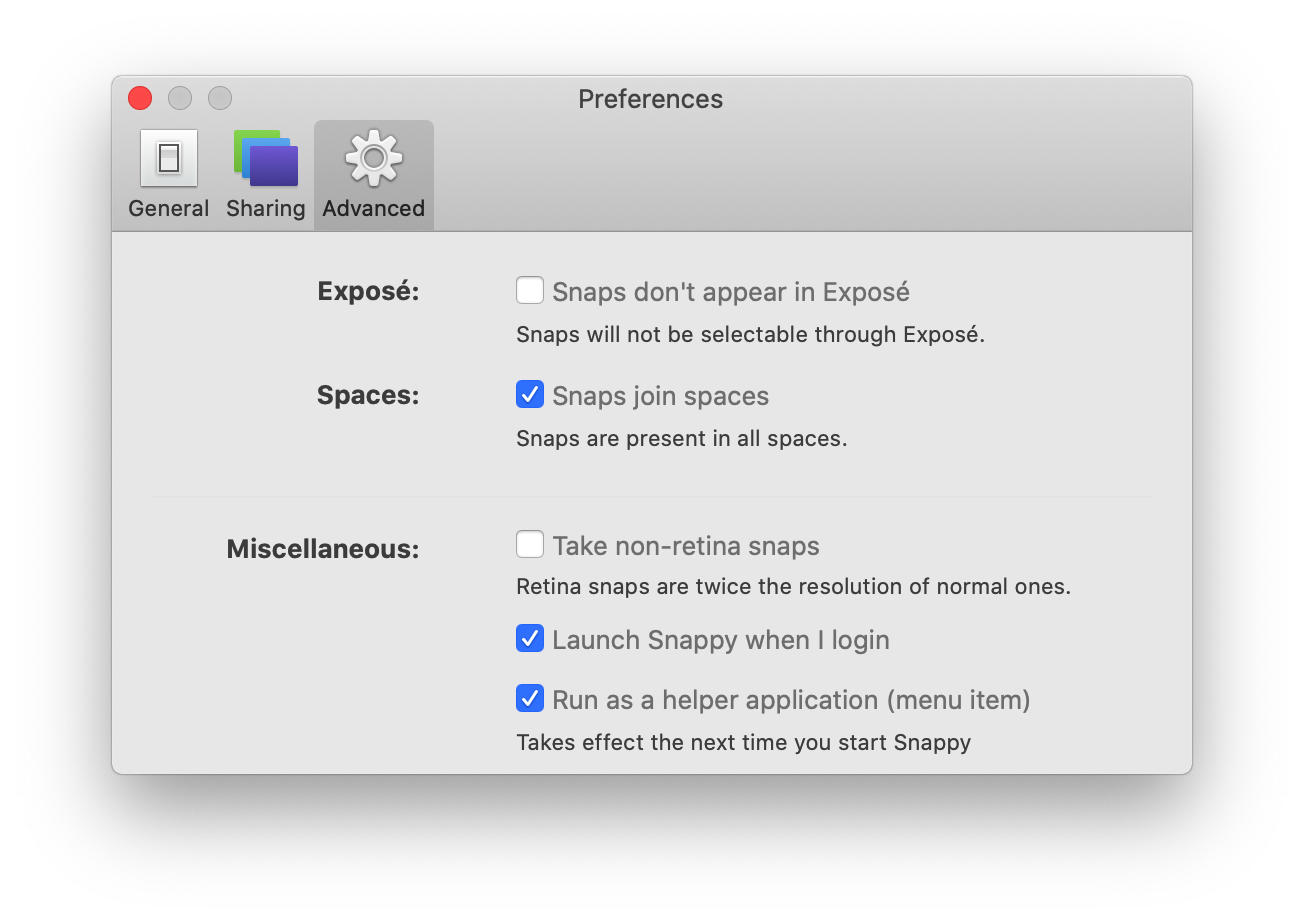 Preferences
General Sharing Advanced
Exposé: Snaps don't appear in Exposé
Snaps will not be selectable through Exposé.
Spaces: Snaps join spaces
Snaps are present in all spaces.
Miscellaneous: Take non-retina snaps
Retina snaps are twice the resolution of normal ones.
Launch Snappy when I login
Run as a helper application (menu item)
Takes effect the next time you start Snappy